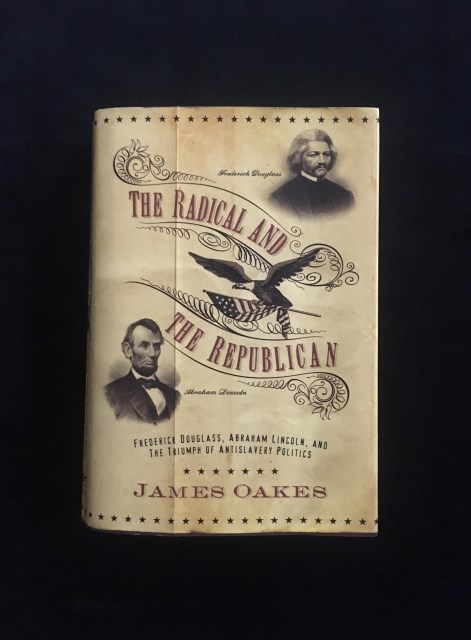 Frederick Douglass
THE RADICAL AND
THE REPUBLICAN
Abraham Lincoln
FREDERICK DOUGLASS, ABRAHAM LINCOLN, AND
THE TRIUMPH OF ANTISLAVERY POLITICS
JAMES OAKES